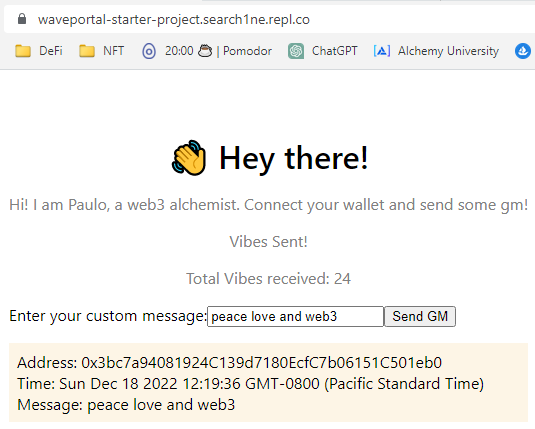 waveportal-starter-project.search1ne.repl.co
DeFi NFT 20:00 | Pomodor ChatGPT Alchemy University
👋 Hey there!
Hi! I am Paulo, a web3 alchemist. Connect your wallet and send some gm!
Vibes Sent!
Total Vibes received: 24
Enter your custom message: peace love and web3 Send GM
Address: 0x3bc7a94081924C139d7180EcfC7b06151C501eb0
Time: Sun Dec 18 2022 12:19:36 GMT-0800 (Pacific Standard Time)
Message: peace love and web3